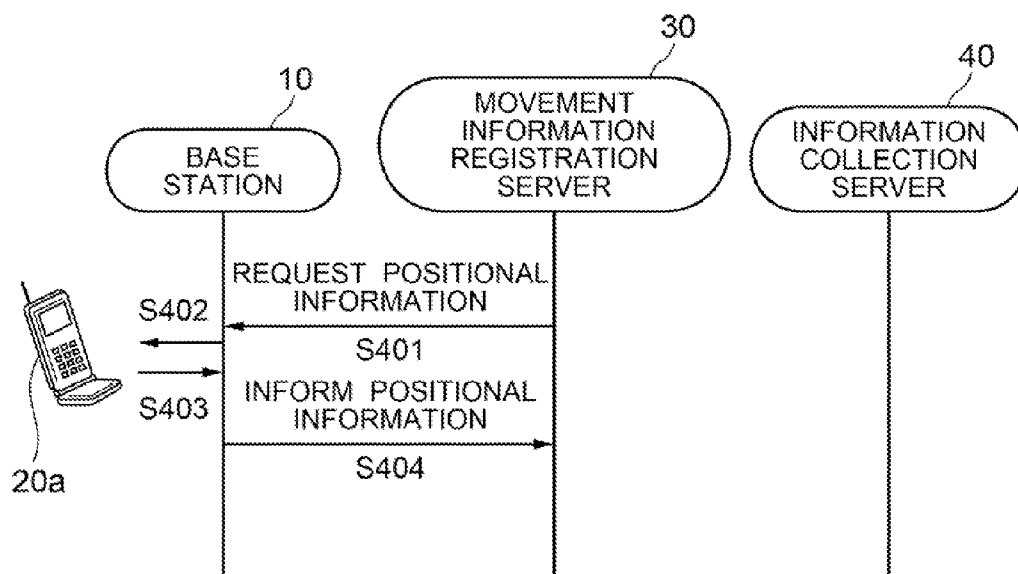 30
10
40
MOVEMENT
INFORMATION
REGISTRATION
SERVER
BASE
STATION
INFORMATION
COLLECTION
SERVER
REQUEST POSITIONAL
INFORMATION
S402
S401
S403
INFORM POSITIONAL
INFORMATION
S404
20a